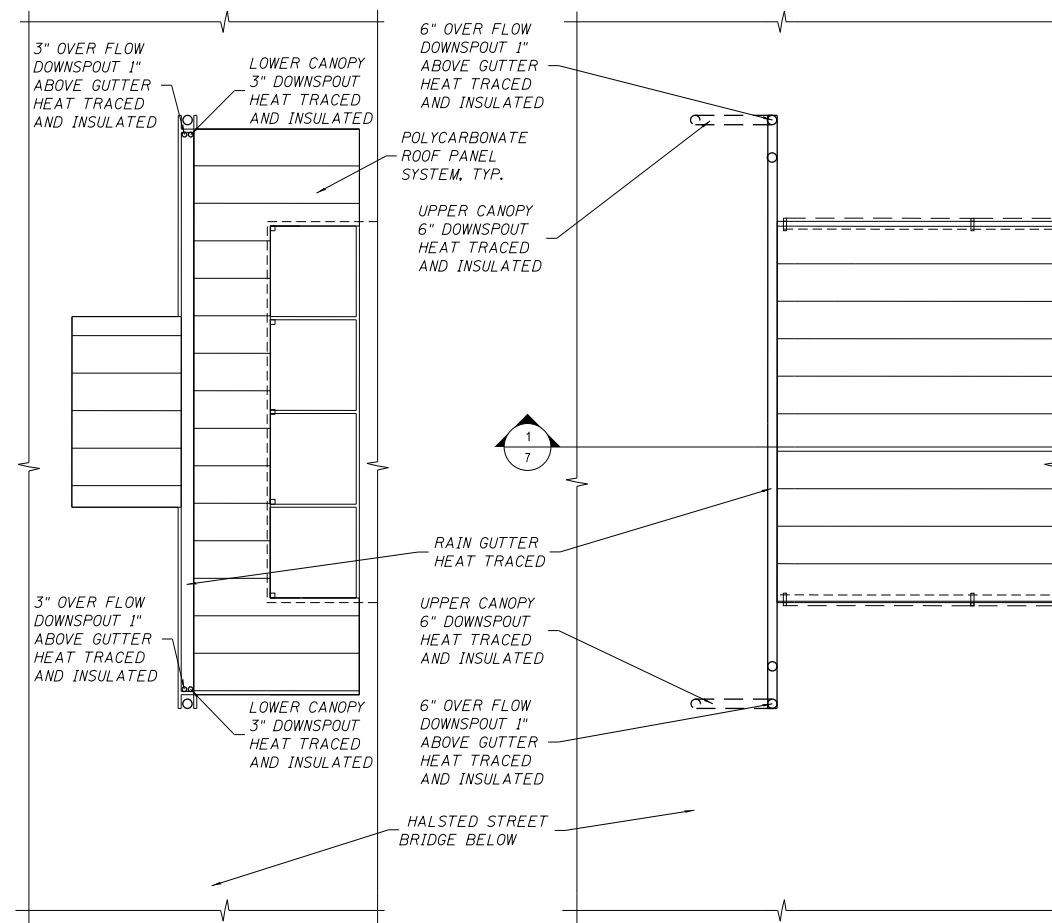 3" OVER FLOW
DOWNSPOUT 1"
ABOVE GUTTER
HEAT TRACED
AND INSULATED
LOWER CANOPY
3" DOWNSPOUT
HEAT TRACED
AND INSULATED
6" OVER FLOW
DOWNSPOUT 1"
ABOVE GUTTER
HEAT TRACED
AND INSULATED
POLYCARBONATE
ROOF PANEL
SYSTEM, TYP.
UPPER CANOPY
6" DOWNSPOUT
HEAT TRACED
AND INSULATED
1
7
RAIN GUTTER
HEAT TRACED
3" OVER FLOW
DOWNSPOUT 1"
ABOVE GUTTER
HEAT TRACED
AND INSULATED
UPPER CANOPY
6" DOWNSPOUT
HEAT TRACED
AND INSULATED
LOWER CANOPY
3" DOWNSPOUT
HEAT TRACED
AND INSULATED
6" OVER FLOW
DOWNSPOUT 1"
ABOVE GUTTER
HEAT TRACED
AND INSULATED
HALSTED STREET
BRIDGE BELOW